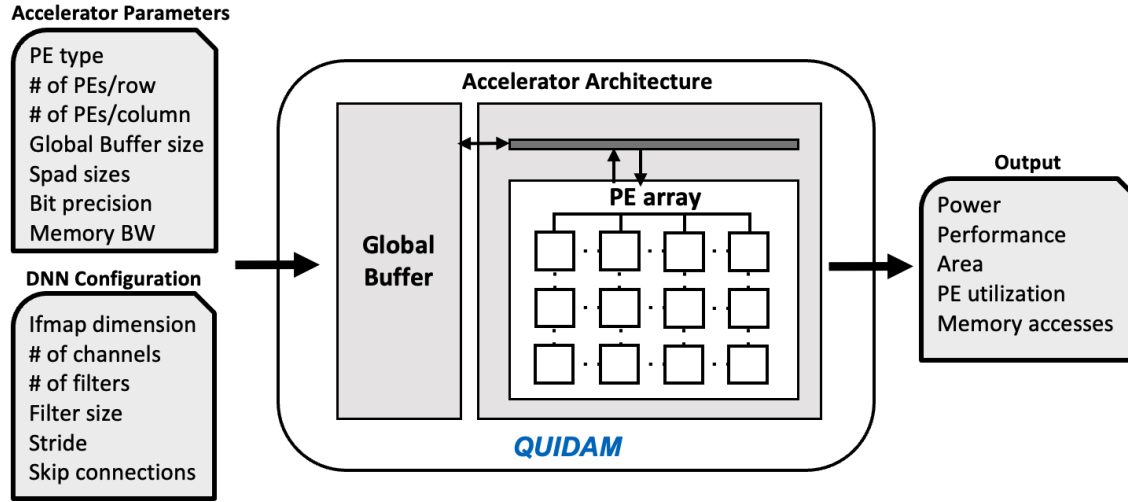 Accelerator Parameters
PE type
# of PEs/row
# of PEs/column
Global Buffer size
Spad sizes
Bit precision
Memory BW
DNN Configuration
Ifmap dimension
# of channels
# of filters
Filter size
Stride
Skip connections
Accelerator Architecture
Global
Buffer
PE array
QUIDAM
Output
Power
Performance
Area
PE utilization
Memory accesses